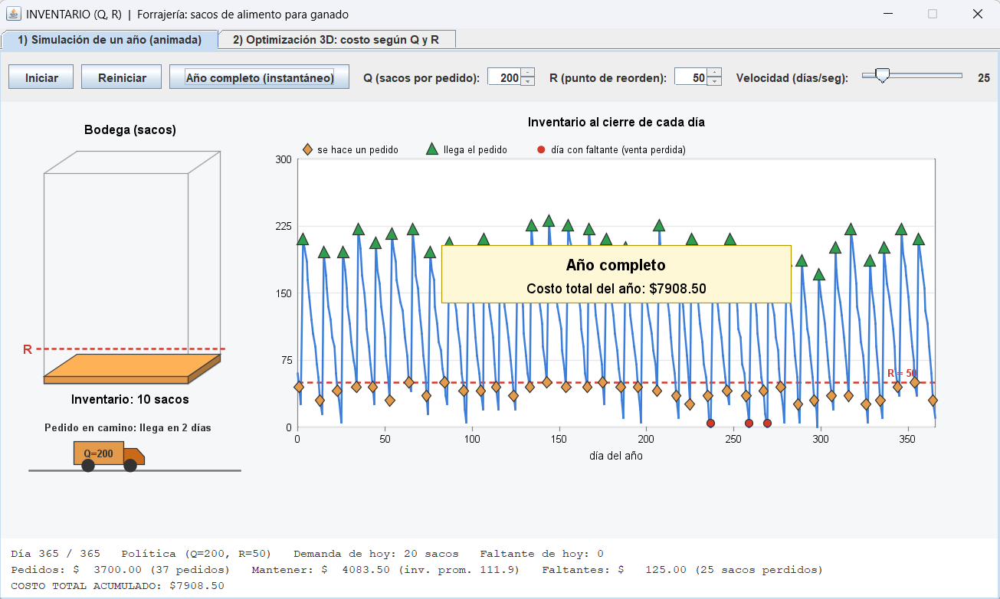 INVENTARIO (Q, R)  |  Forrajería: sacos de alimento para ganado
1) Simulación de un año (animada)   2) Optimización 3D: costo según Q y R
Iniciar   Reiniciar   Año completo (instantáneo)   Q (sacos por pedido): 200   R (punto de reorden): 50   Velocidad (días/seg): 25
Bodega (sacos)
R
Inventario: 10 sacos
Pedido en camino: llega en 2 días
Q=200
Inventario al cierre de cada día
se hace un pedido   llega el pedido   día con faltante (venta perdida)
300
225
150
75
0
R = 50
Año completo
Costo total del año: $7908.50
0   50   100   150   200   250   300   350
día del año
Día 365 / 365   Política (Q=200, R=50)   Demanda de hoy: 20 sacos   Faltante de hoy: 0
Pedidos: $  3700.00 (37 pedidos)   Mantener: $  4083.50 (inv. prom. 111.9)   Faltantes: $   125.00 (25 sacos perdidos)
COSTO TOTAL ACUMULADO: $7908.50